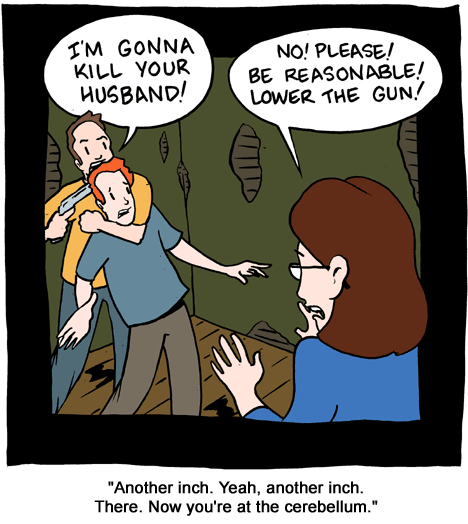 I'M GONNA
KILL YOUR
HUSBAND!
NO! PLEASE!
BE REASONABLE!
LOWER THE GUN!
"Another inch. Yeah, another inch.
There. Now you're at the cerebellum."